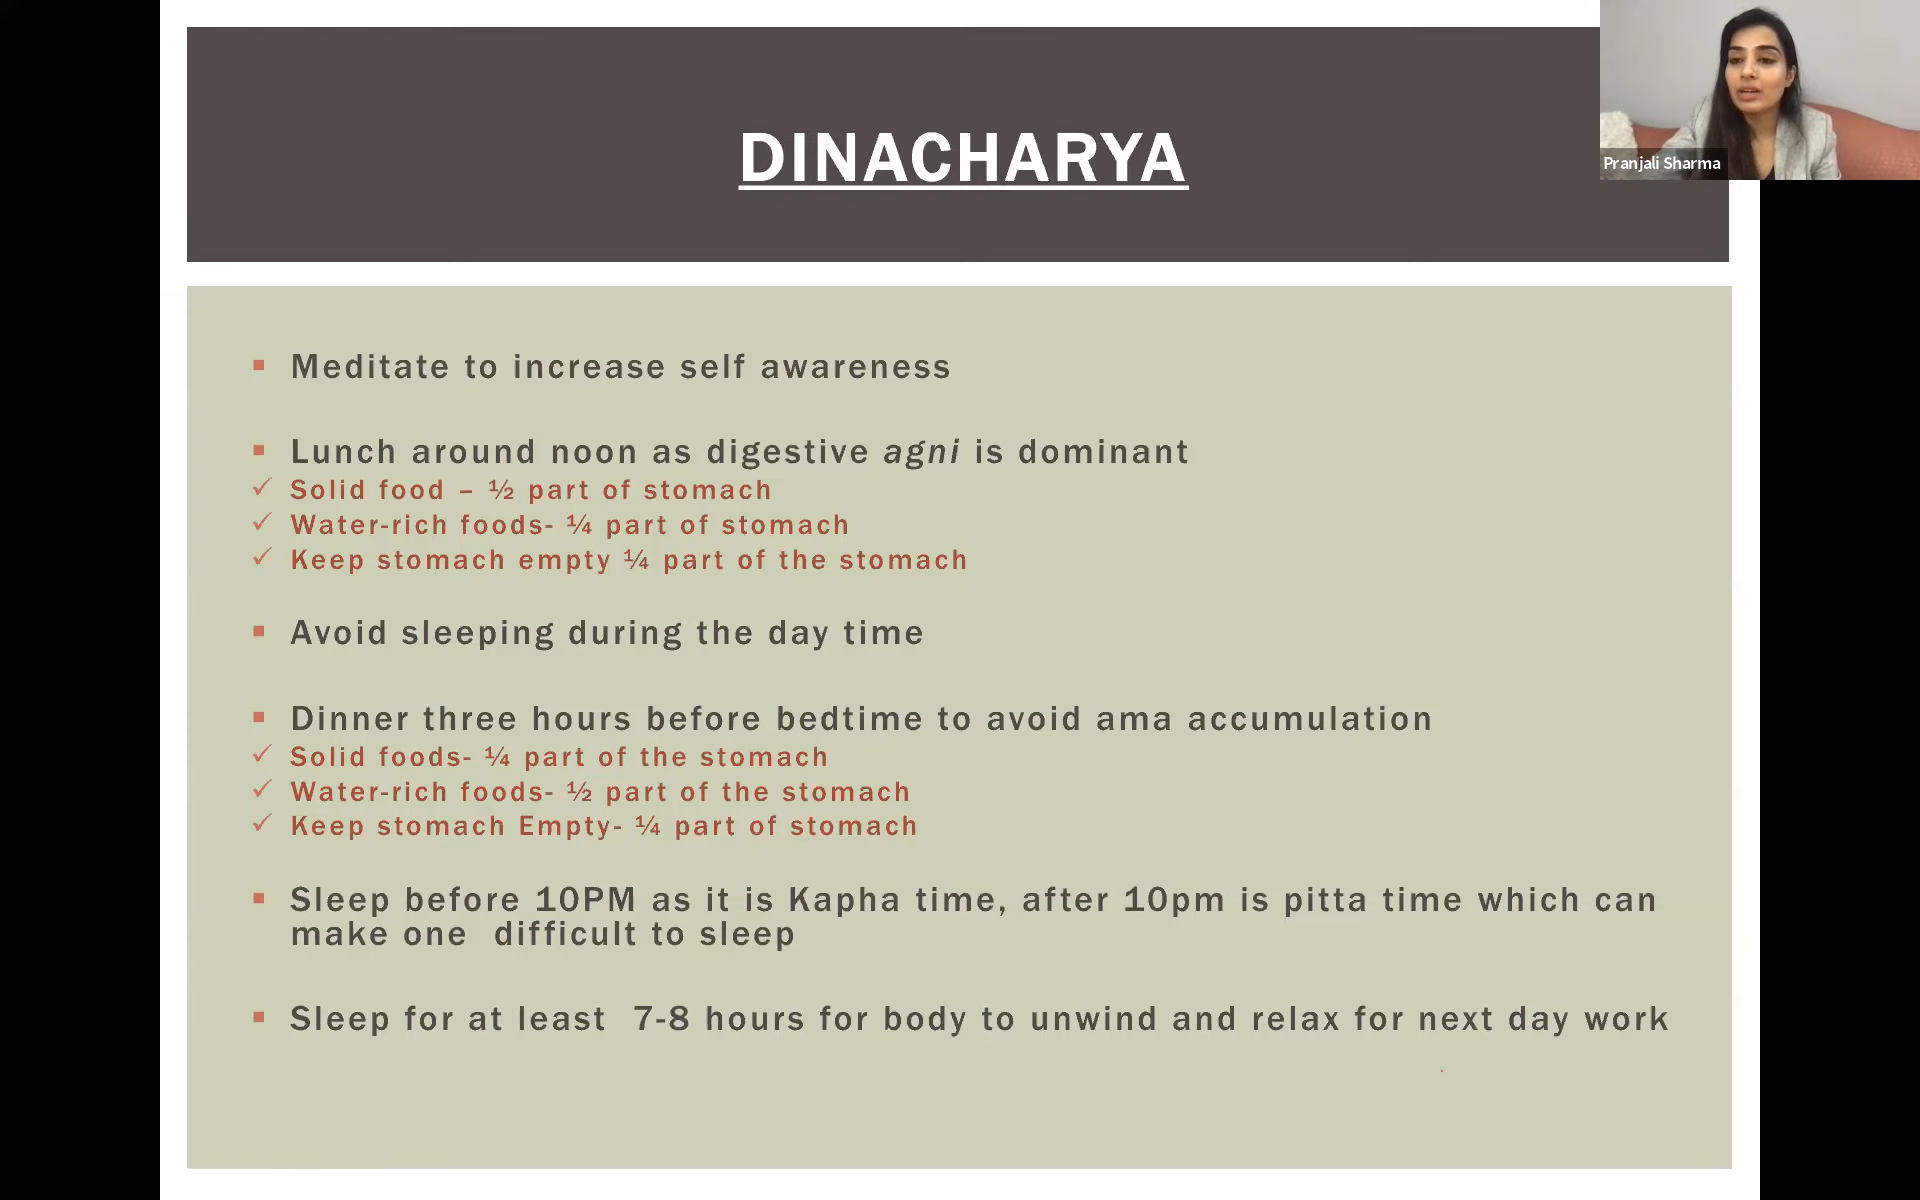 DINACHARYA
Pranjali Sharma
▪ Meditate to increase self awareness
▪ Lunch around noon as digestive agni is dominant
✓ Solid food – ½ part of stomach
✓ Water-rich foods- ¼ part of stomach
✓ Keep stomach empty ¼ part of the stomach
▪ Avoid sleeping during the day time
▪ Dinner three hours before bedtime to avoid ama accumulation
✓ Solid foods- ¼ part of the stomach
✓ Water-rich foods- ½ part of the stomach
✓ Keep stomach Empty- ¼ part of stomach
▪ Sleep before 10PM as it is Kapha time, after 10pm is pitta time which can
make one difficult to sleep
▪ Sleep for at least 7-8 hours for body to unwind and relax for next day work